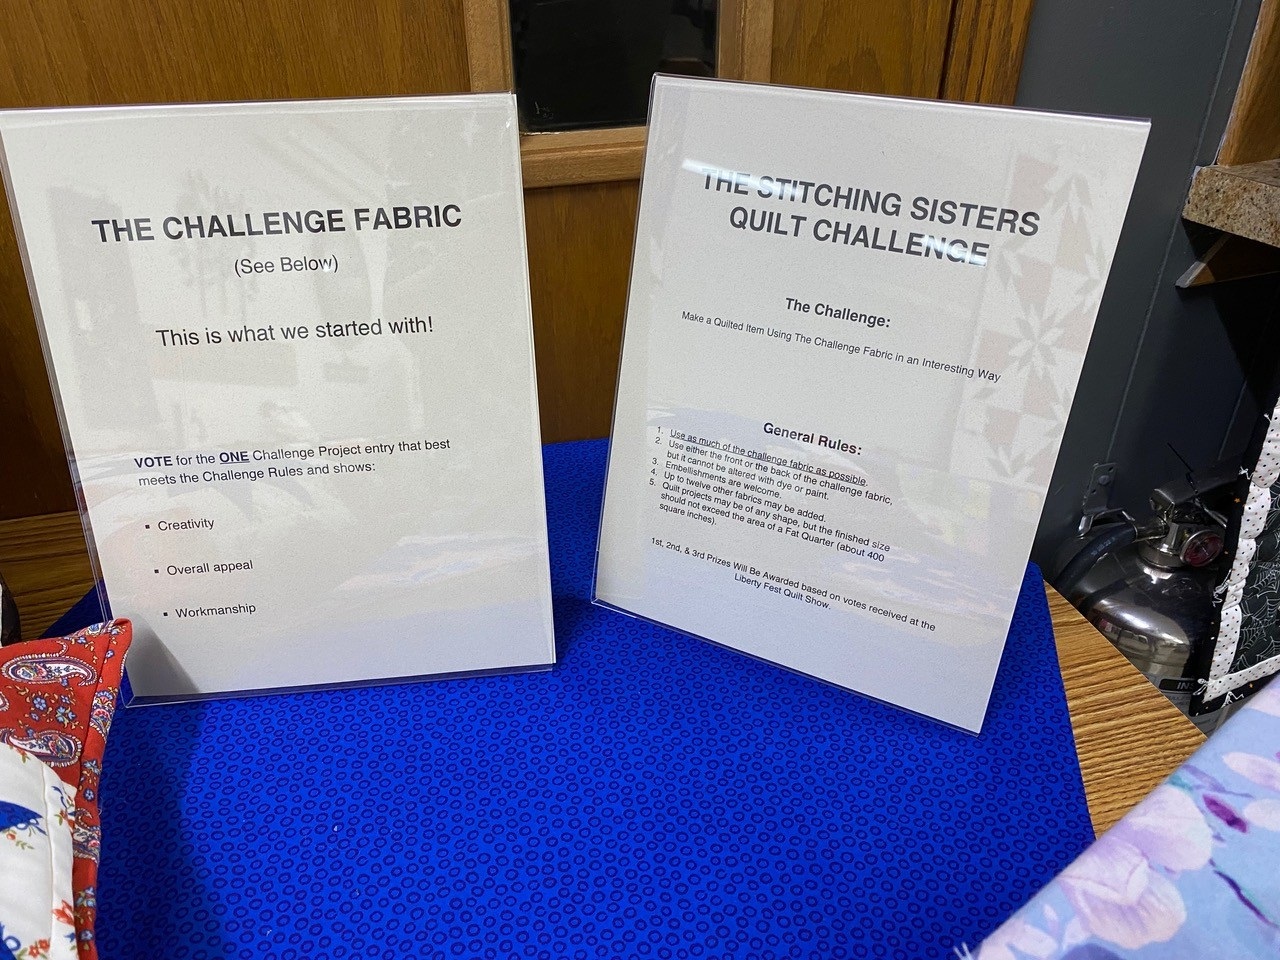 THE CHALLENGE FABRIC
(See Below)
This is what we started with!
VOTE for the ONE Challenge Project entry that best
meets the Challenge Rules and shows:
▪ Creativity
▪ Overall appeal
▪ Workmanship
THE STITCHING SISTERS
QUILT CHALLENGE
The Challenge:
Make a Quilted Item Using The Challenge Fabric in an Interesting Way
General Rules:
1. Use as much of the challenge fabric as possible.
2. Use either the front or the back of the challenge fabric,
but it cannot be altered with dye or paint.
3. Embellishments are welcome.
4. Up to twelve other fabrics may be added.
5. Quilt projects may be of any shape, but the finished size
should not exceed the area of a Fat Quarter (about 400
square inches).
1st, 2nd, & 3rd Prizes Will Be Awarded based on votes received at the
Liberty Fest Quilt Show.